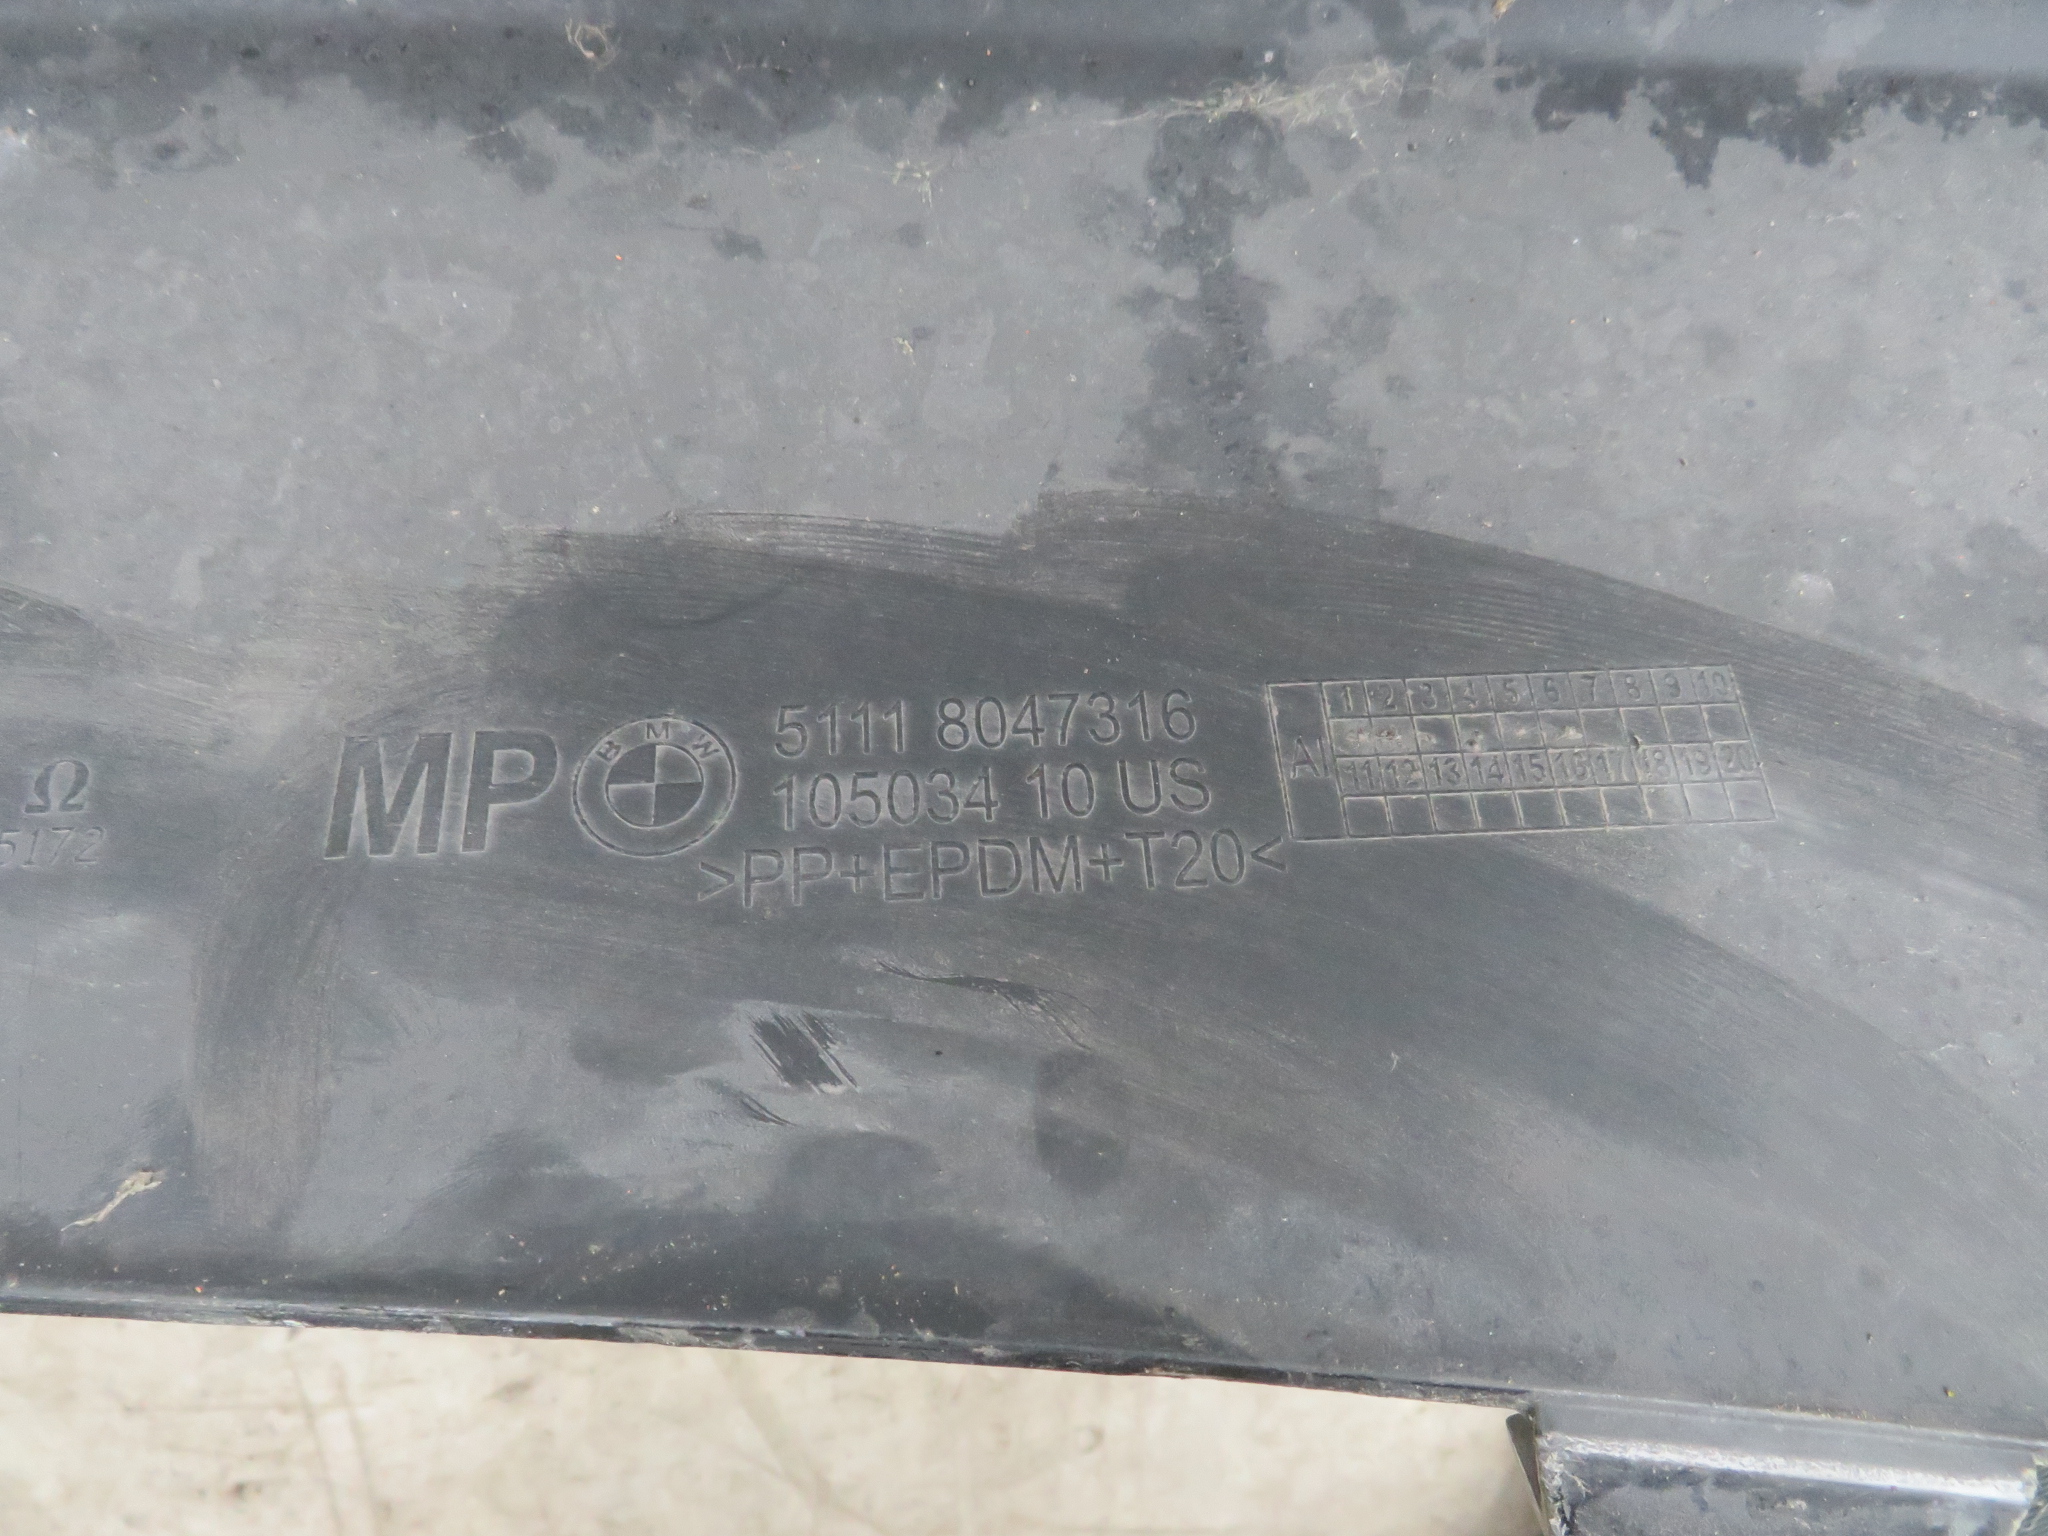 Ω
5172
MP
BMW
5111 8047316
105034 10 US
>PP+EPDM+T20<
AI
1 2 3 4 5 6 7 8 9 10
11 12 13 14 15 16 17 18 19 20